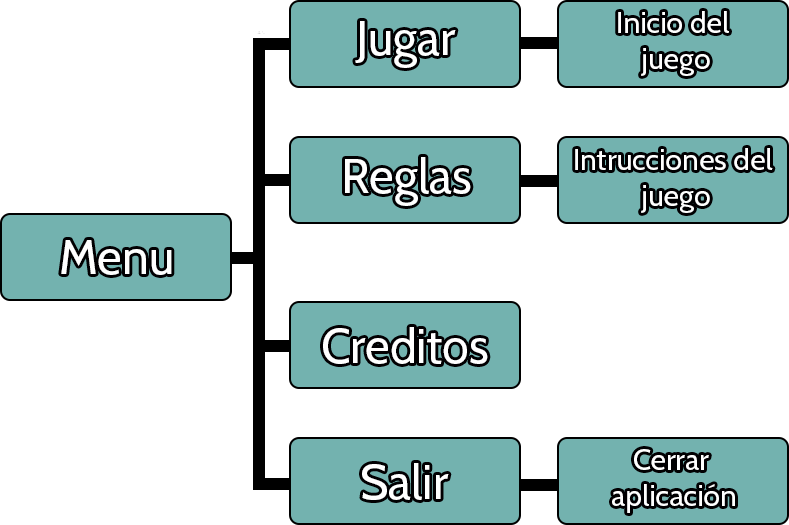 Jugar
Inicio del
juego
Reglas
Intrucciones del
juego
Menu
Creditos
Salir
Cerrar
aplicación